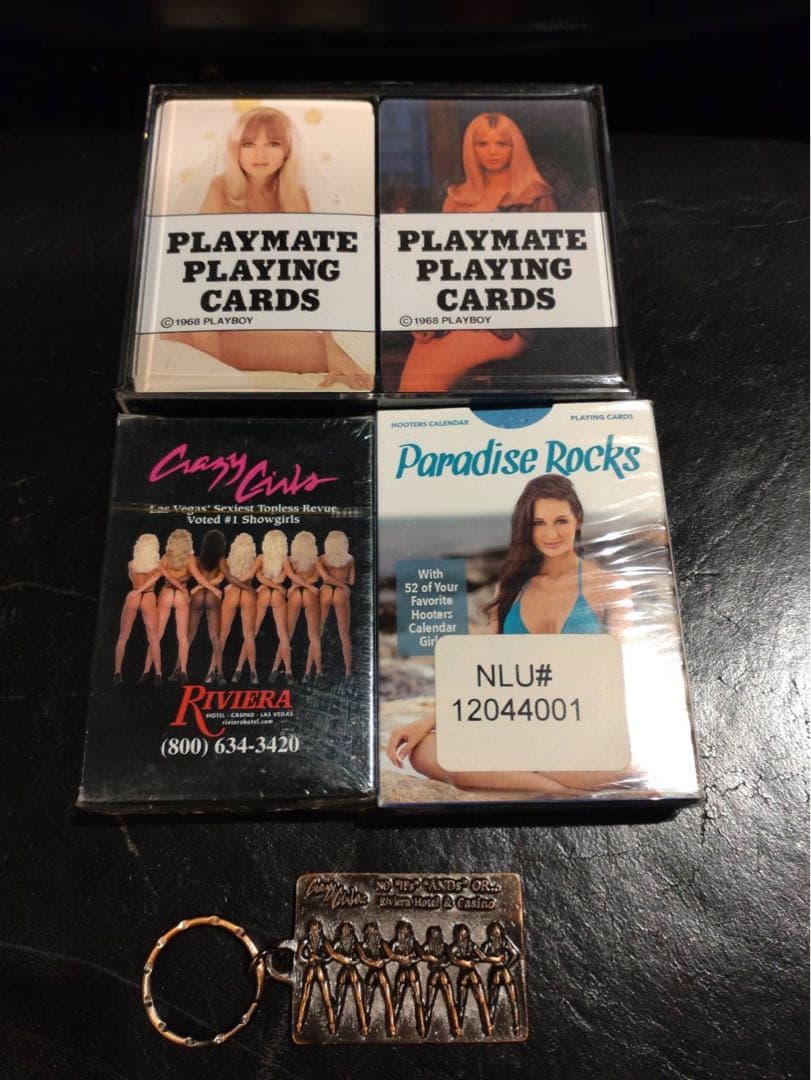 PLAYMATE
PLAYING
CARDS
©1968 PLAYBOY
PLAYMATE
PLAYING
CARDS
©1968 PLAYBOY
Crazy
Girls
Las Vegas' Sexiest Topless Revue
Voted #1 Showgirls
RIVIERA
HOTEL · CASINO · LAS VEGAS
rivierahotel.com
(800) 634-3420
HOOTERS CALENDAR
PLAYING CARDS
Paradise Rocks
With
52 of Your
Favorite
Hooters
Calendar
NLU#
12044001
Crazy
Girls
NO "IFs" "ANDs" OR...
Riviera Hotel & Casino